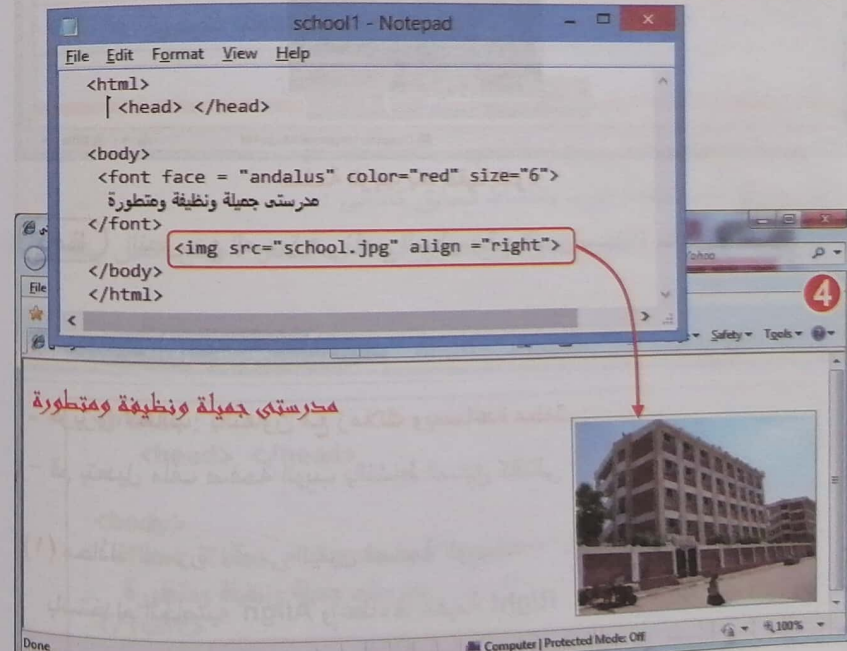 school1 - Notepad
File Edit Format View Help
<html>
<head> </head>
<body>
<font face = "andalus" color="red" size="6">
مدرستى جميلة ونظيفة ومتطورة
</font>
<img src="school.jpg" align ="right">
</body>
</html>
Yahoo
File
4
Safety Tools
مدرستى جميلة ونظيفة ومتطورة
Done
Computer | Protected Mode: Off
100%